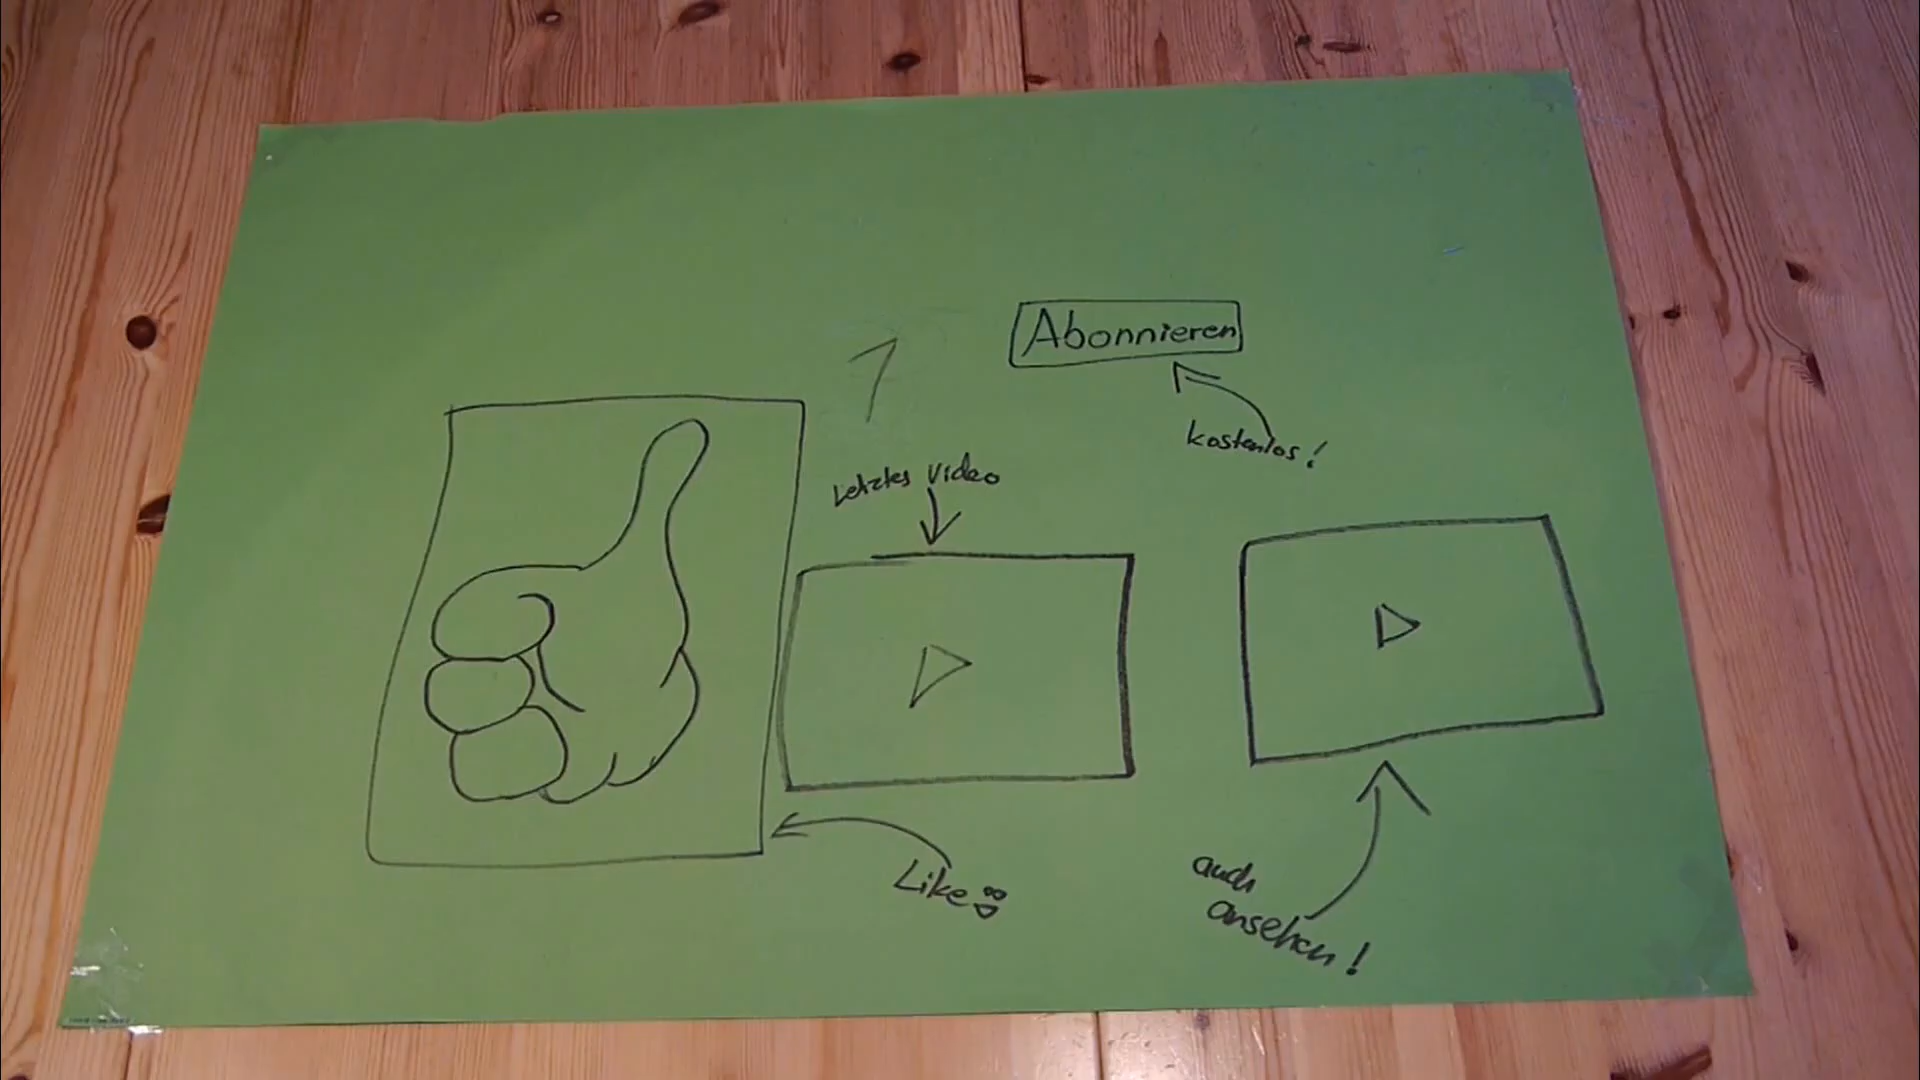 Abonnieren
kostenlos!
Letztes Video
Like
auch
ansehen!